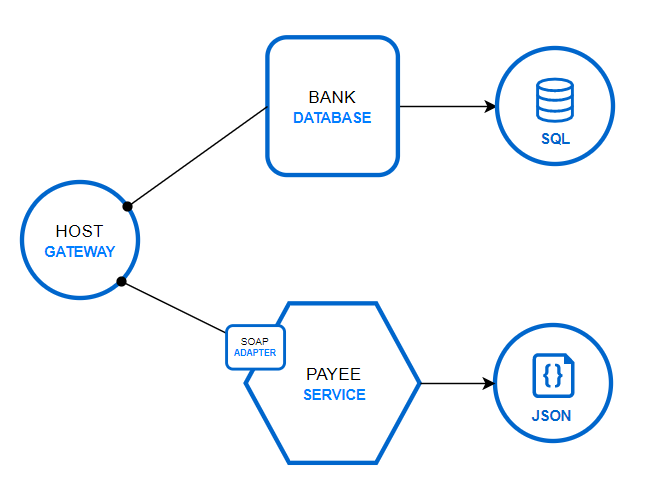 BANK
DATABASE
SQL
HOST
GATEWAY
SOAP
ADAPTER
PAYEE
SERVICE
{ }
JSON